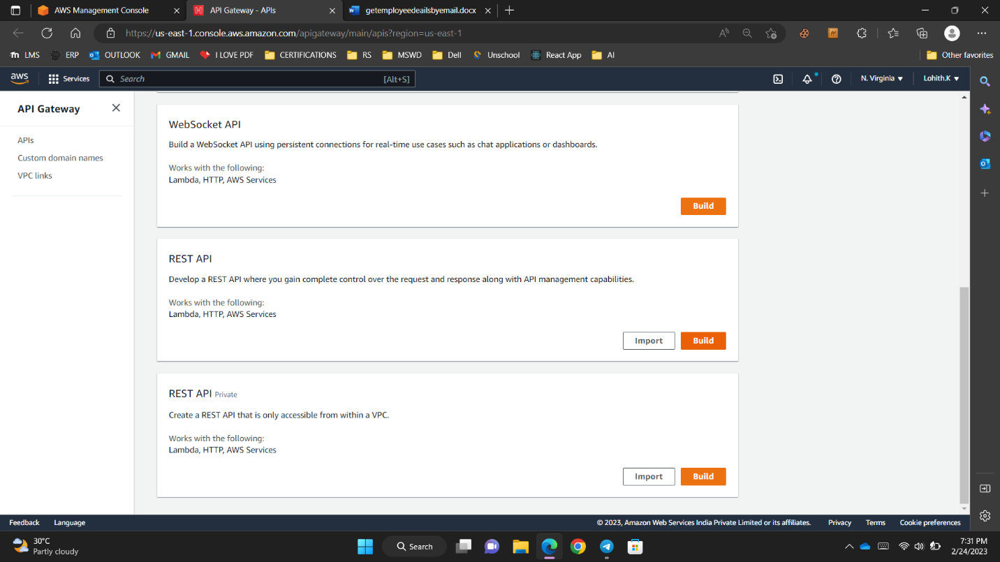 AWS Management Console
API Gateway - APIs
getemployeedeailsbyemail.docx
https://us-east-1.console.aws.amazon.com/apigateway/main/apis?region=us-east-1
LMS
ERP
OUTLOOK
GMAIL
I LOVE PDF
CERTIFICATIONS
RS
MSWD
Dell
Unschool
React App
AI
Other favorites
aws
Services
Search
[Alt+S]
N. Virginia
Lohith.K
API Gateway
APIs
Custom domain names
VPC links
WebSocket API
Build a WebSocket API using persistent connections for real-time use cases such as chat applications or dashboards.
Works with the following:
Lambda, HTTP, AWS Services
Build
REST API
Develop a REST API where you gain complete control over the request and response along with API management capabilities.
Works with the following:
Lambda, HTTP, AWS Services
Import
Build
REST API Private
Create a REST API that is only accessible from within a VPC.
Works with the following:
Lambda, HTTP, AWS Services
Import
Build
Feedback
Language
© 2023, Amazon Web Services India Private Limited or its affiliates.
Privacy
Terms
Cookie preferences
30°C
Partly cloudy
Search
7:31 PM
2/24/2023